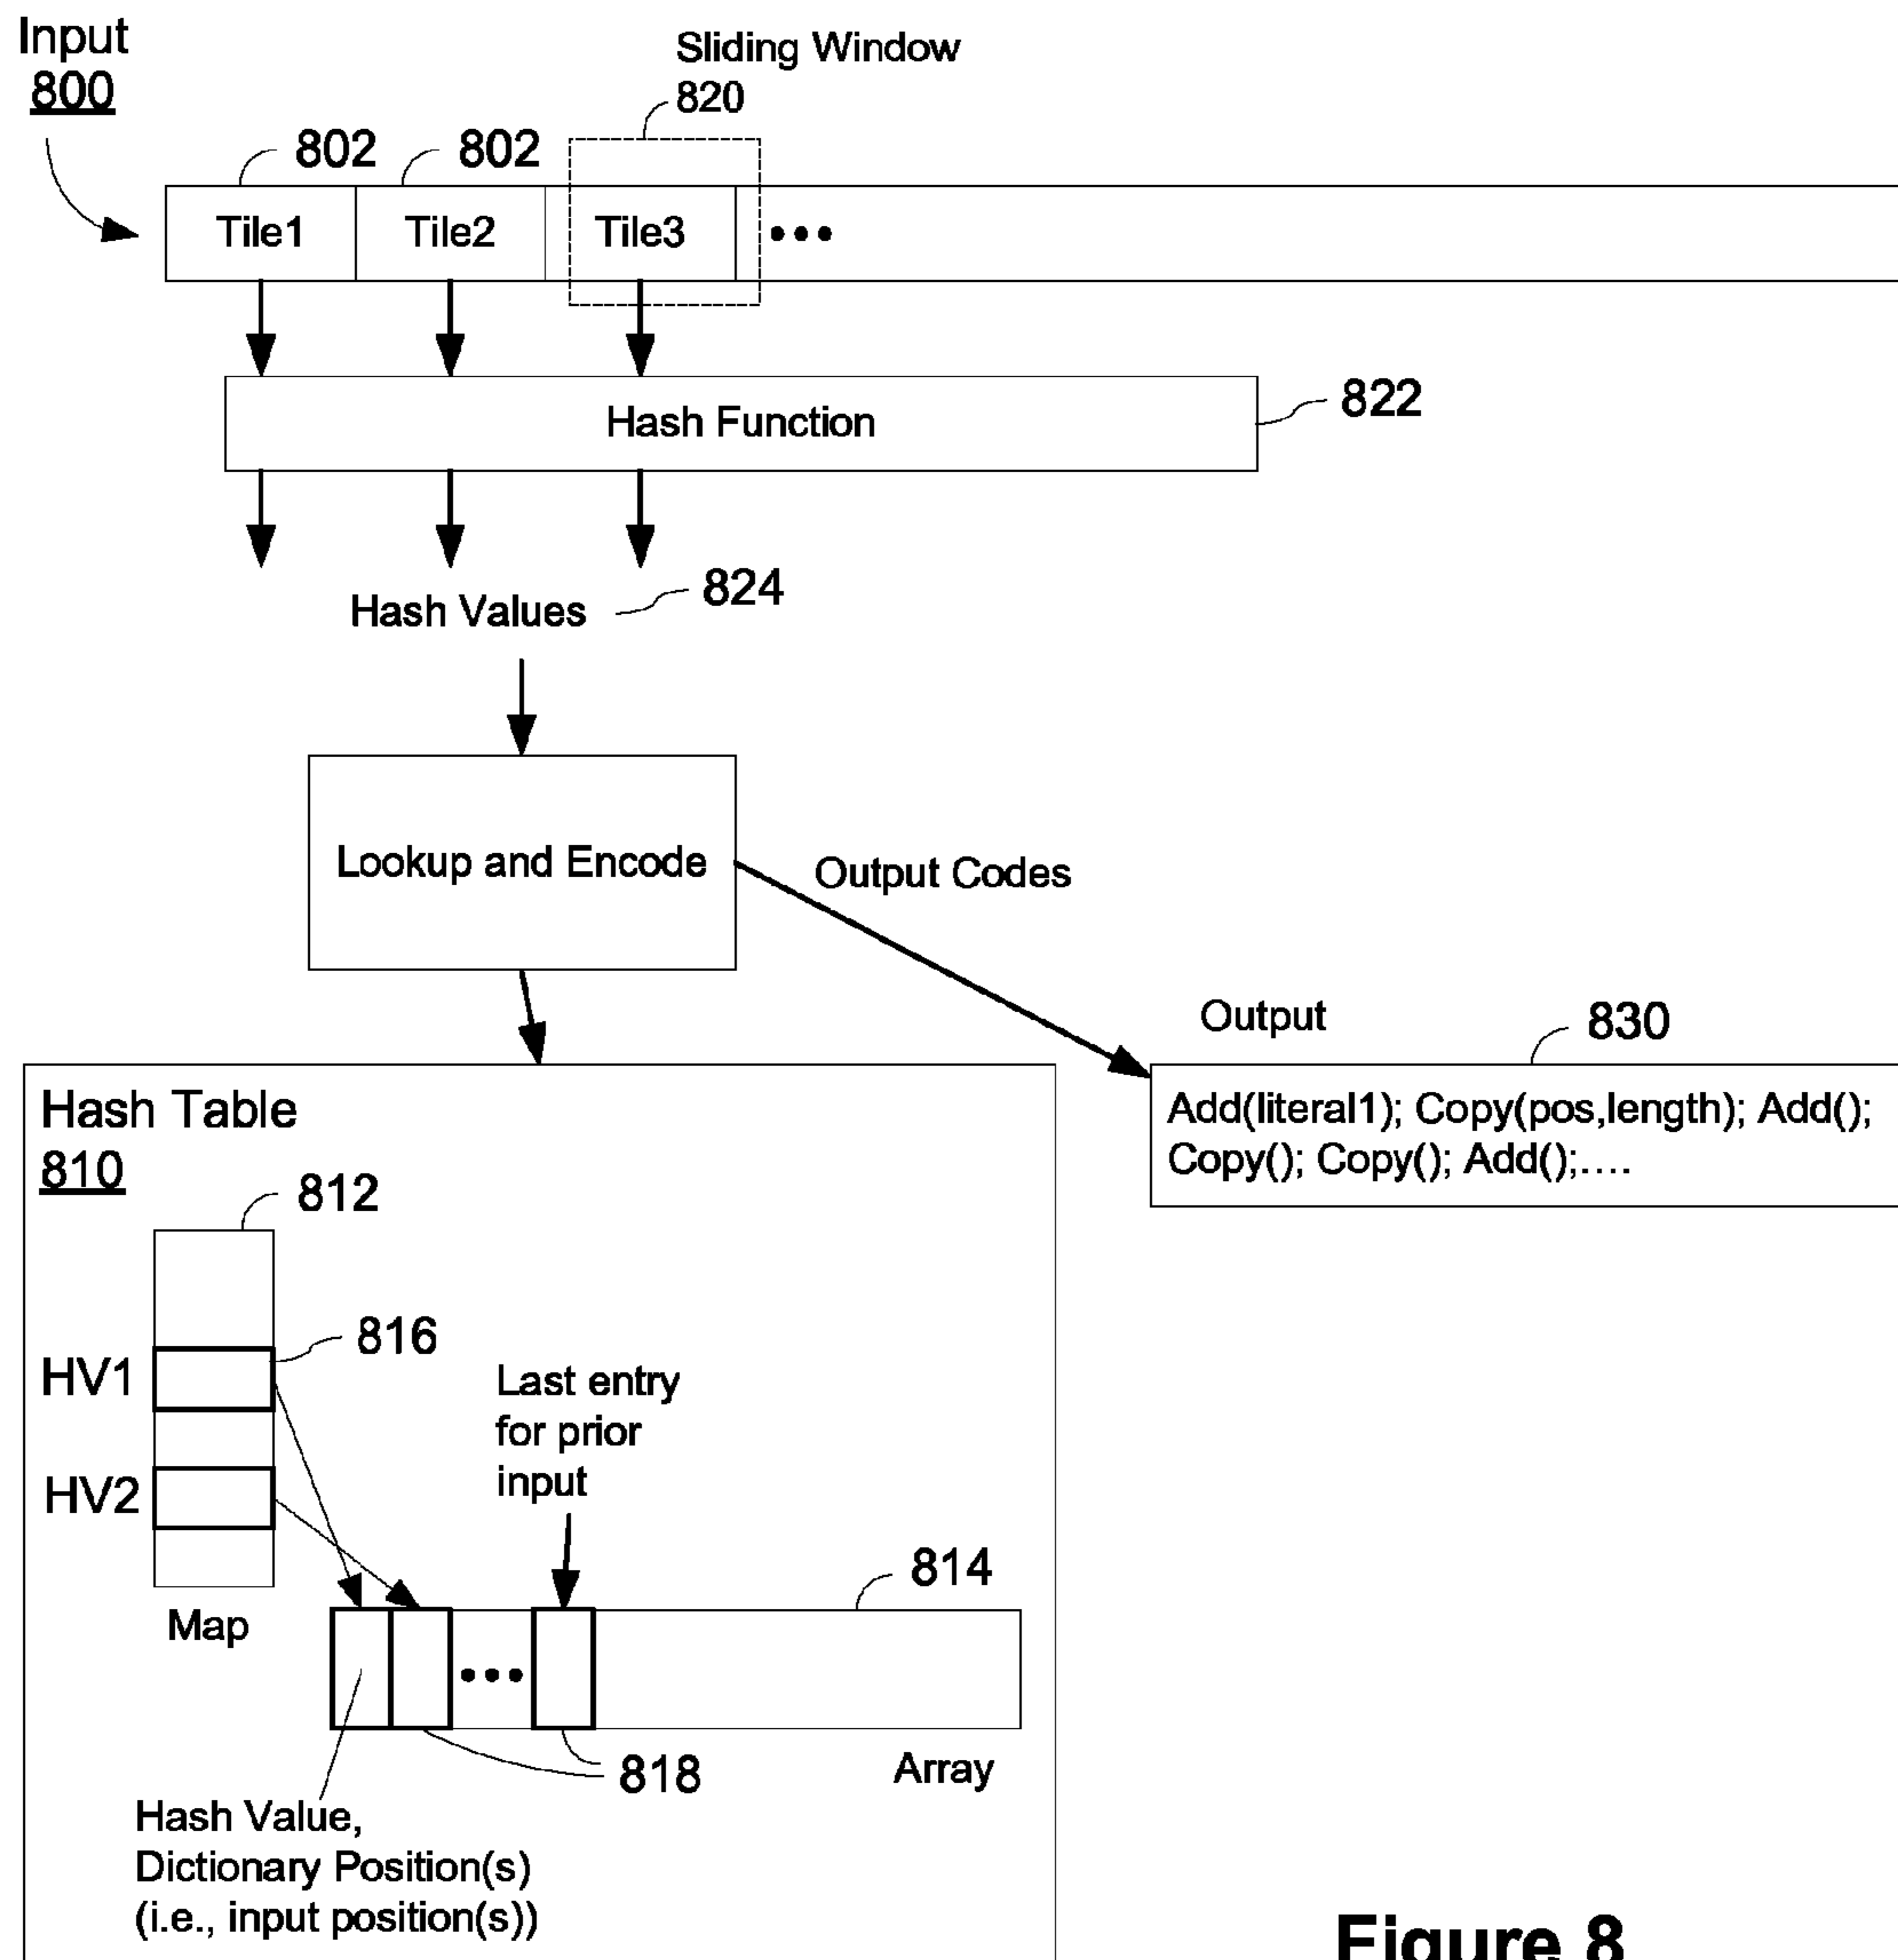 Input
800
Sliding Window
820
802
802
Tile1
Tile2
Tile3
Hash Function
822
Hash Values
824
Lookup and Encode
Output Codes
Output
830
Add(literal1); Copy(pos,length); Add();
Copy(); Copy(); Add();....
Hash Table
810
812
816
HV1
HV2
Map
Last entry
for prior
input
814
818
Array
Hash Value,
Dictionary Position(s)
(i.e., input position(s))
Figure 8